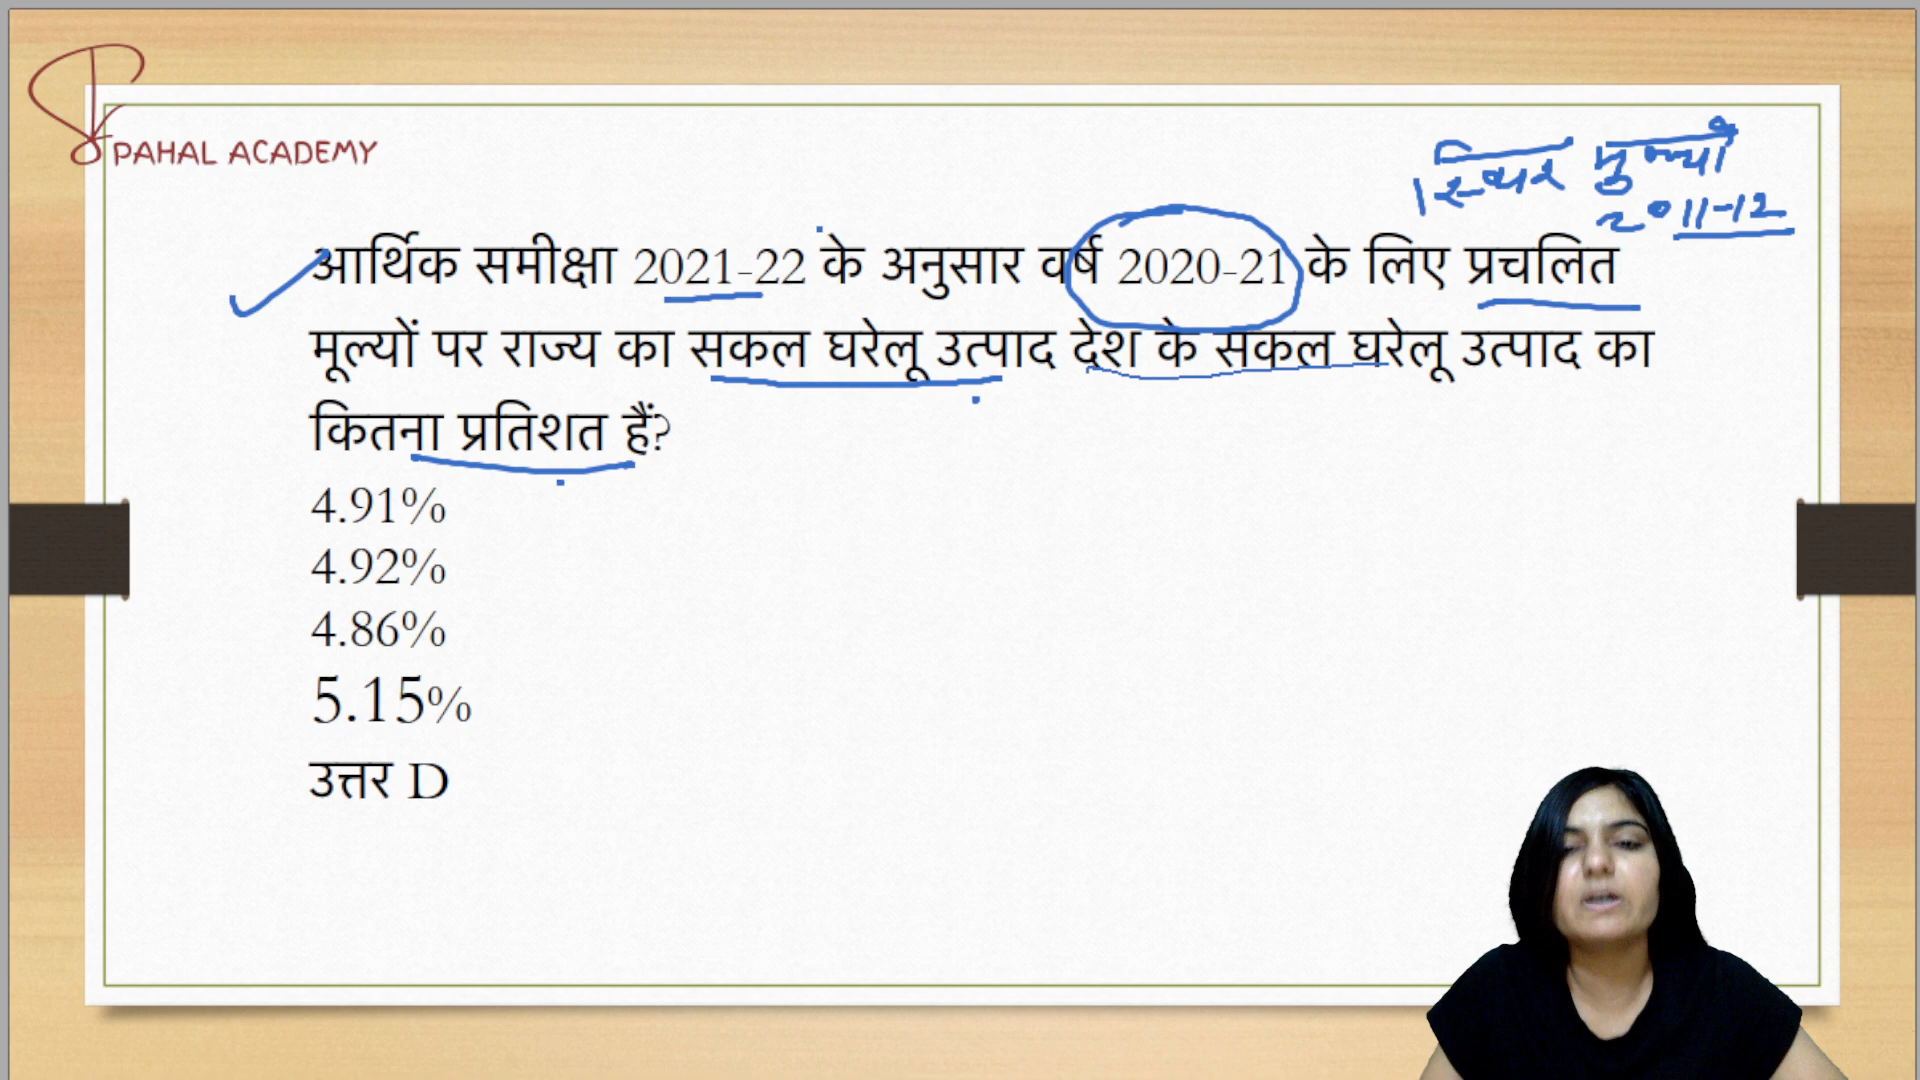 PAHAL ACADEMY
स्थिर मूल्यों
2011-12
आर्थिक समीक्षा 2021-22 के अनुसार वर्ष 2020-21 के लिए प्रचलित
मूल्यों पर राज्य का सकल घरेलू उत्पाद देश के सकल घरेलू उत्पाद का
कितना प्रतिशत हैं?
4.91%
4.92%
4.86%
5.15%
उत्तर D